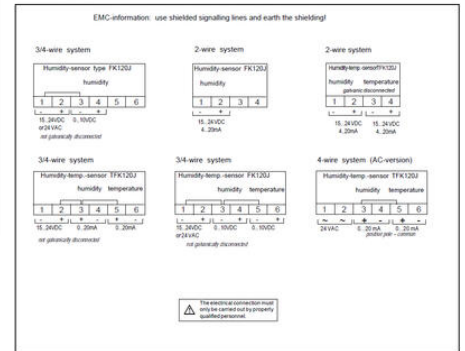 EMC-information: use shielded signalling lines and earth the shielding!
3/4-wire system
Humidity-sensor type FK120J
humidity
1 2 3 4 5 6
- + - +
15..24VDC 0..10VDC
or24 VAC
not galvanically disconnected
2-wire system
Humidity-sensor FK120J
humidity
1 2 3 4
- +
15..24VDC
4..20mA
2-wire system
Humidity-temp.-sensorTFK120J
humidity temperature
galvanic disconnected
1 2 3 4
- + - +
15..24VDC 15..24VDC
4.20mA 4..20mA
3/4-wire system
Humidity-temp.-sensor TFK120J
humidity temperature
1 2 3 4 5 6
- + + - + -
15..24VDC 0..20mA 0..20mA
not galvanically disconnected
3/4-wire system
Humidity-temp.-sensor FK120J
humidity temperature
1 2 3 4 5 6
- + - + + -
15..24VDC 0..10VDC 0..10VDC
or24VAC
not galvanically disconnected
4-wire system (AC-version)
Humidity-temp.-sensor TFK120J
humidity temperature
1 2 3 4 5 6
~ ~ + - + -
24 VAC 0..20 mA 0..20 mA
positive pole - common
The electrical connection must
only be carried out by properly
qualified personnel.